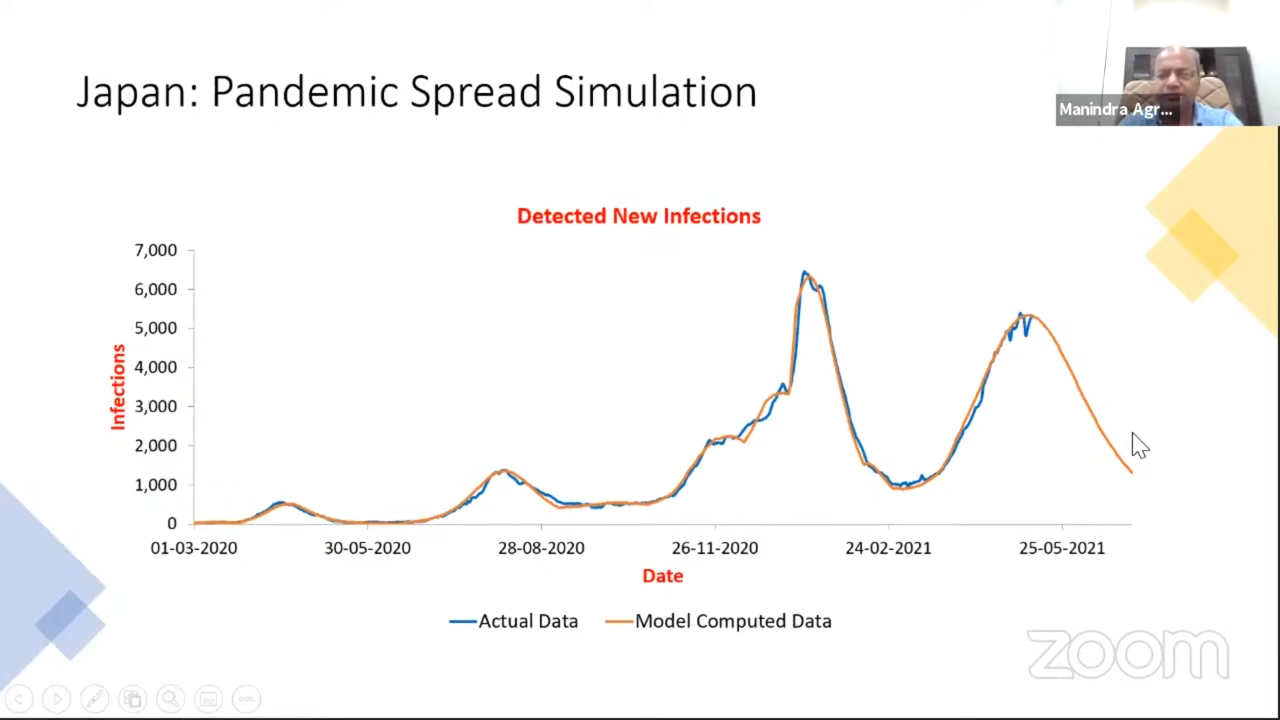 Japan: Pandemic Spread Simulation
Manindra Agr...
Detected New Infections
7,000
6,000
5,000
4,000
3,000
2,000
1,000
0
Infections
01-03-2020 30-05-2020 28-08-2020 26-11-2020 24-02-2021 25-05-2021
Date
Actual Data Model Computed Data
zoom